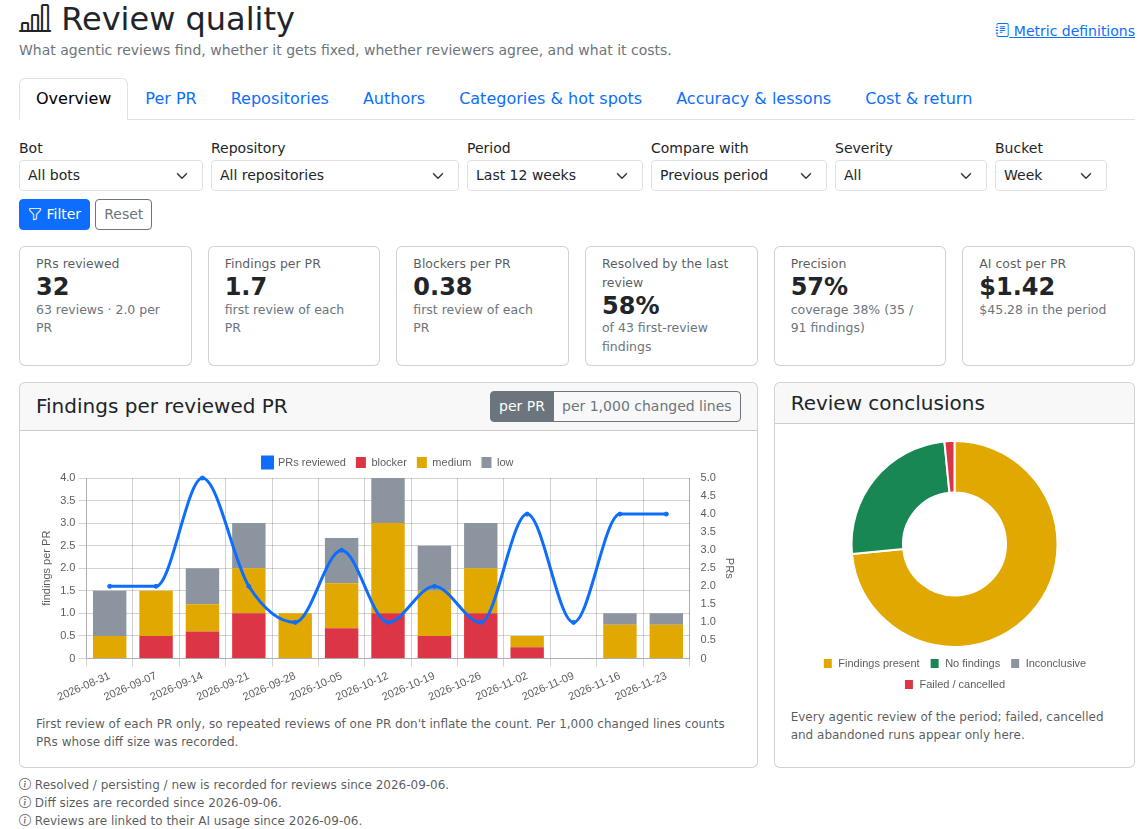 Review quality
Metric definitions
What agentic reviews find, whether it gets fixed, whether reviewers agree, and what it costs.
Overview
Per PR
Repositories
Authors
Categories & hot spots
Accuracy & lessons
Cost & return
Bot
Repository
Period
Compare with
Severity
Bucket
All bots
All repositories
Last 12 weeks
Previous period
All
Week
Filter
Reset
PRs reviewed
32
63 reviews · 2.0 per
PR
Findings per PR
1.7
first review of each
PR
Blockers per PR
0.38
first review of each
PR
Resolved by the last
review
58%
of 43 first-review
findings
Precision
57%
coverage 38% (35 /
91 findings)
AI cost per PR
$1.42
$45.28 in the period
Findings per reviewed PR
per PR
per 1,000 changed lines
PRs reviewed
blocker
medium
low
findings per PR
4.0
3.5
3.0
2.5
2.0
1.5
1.0
0.5
0
5.0
4.5
4.0
3.5
3.0
2.5
2.0
1.5
1.0
0.5
0
PRs
2026-08-31
2026-09-07
2026-09-14
2026-09-21
2026-09-28
2026-10-05
2026-10-12
2026-10-19
2026-10-26
2026-11-02
2026-11-09
2026-11-16
2026-11-23
First review of each PR only, so repeated reviews of one PR don't inflate the count. Per 1,000 changed lines counts
PRs whose diff size was recorded.
Review conclusions
Findings present
No findings
Inconclusive
Failed / cancelled
Every agentic review of the period; failed, cancelled
and abandoned runs appear only here.
Resolved / persisting / new is recorded for reviews since 2026-09-06.
Diff sizes are recorded since 2026-09-06.
Reviews are linked to their AI usage since 2026-09-06.